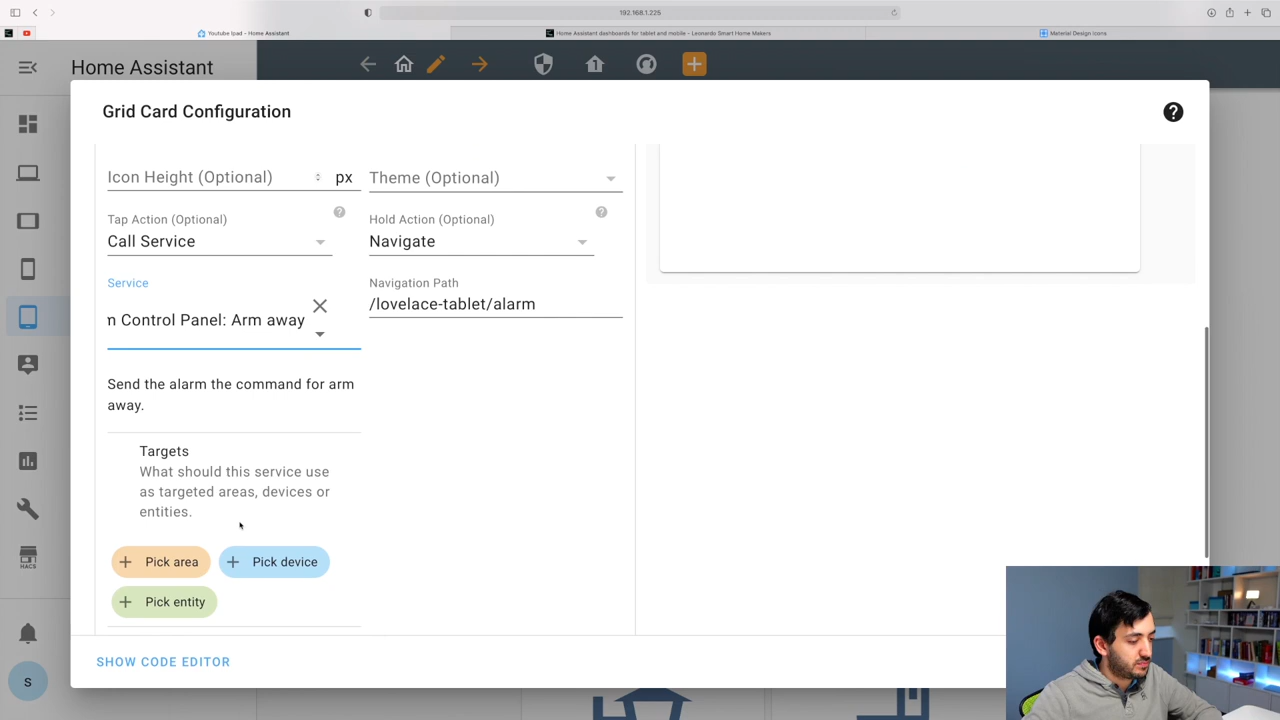 192.168.1.225
Youtube Ipad - Home Assistant
Home Assistant dashboards for tablet and mobile - Leonardo Smart Home Makers
Material Design Icons
Home Assistant
1
Grid Card Configuration
?
Icon Height (Optional) px
Theme (Optional)
Tap Action (Optional) ?
Hold Action (Optional) ?
Call Service
Navigate
Service
Navigation Path
n Control Panel: Arm away
/lovelace-tablet/alarm
Send the alarm the command for arm
away.
Targets
What should this service use
as targeted areas, devices or
entities.
+ Pick area
+ Pick device
+ Pick entity
HACS
s
SHOW CODE EDITOR